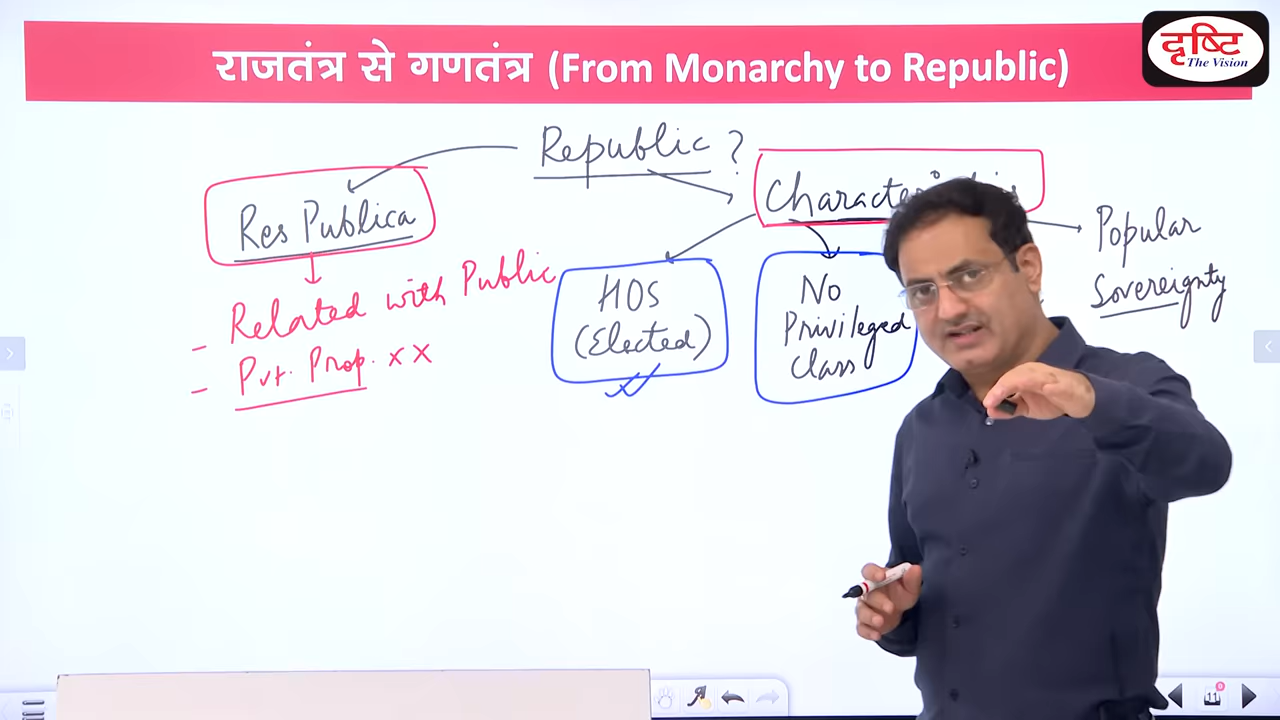 राजतंत्र से गणतंत्र (From Monarchy to Republic)
दृष्टि
The Vision
Republic ?
Res Publica
- Related with Public
- Pvt. Prop. x x
HOS
(Elected)
No
Privileged
Class
Popular
Sovereignty
11